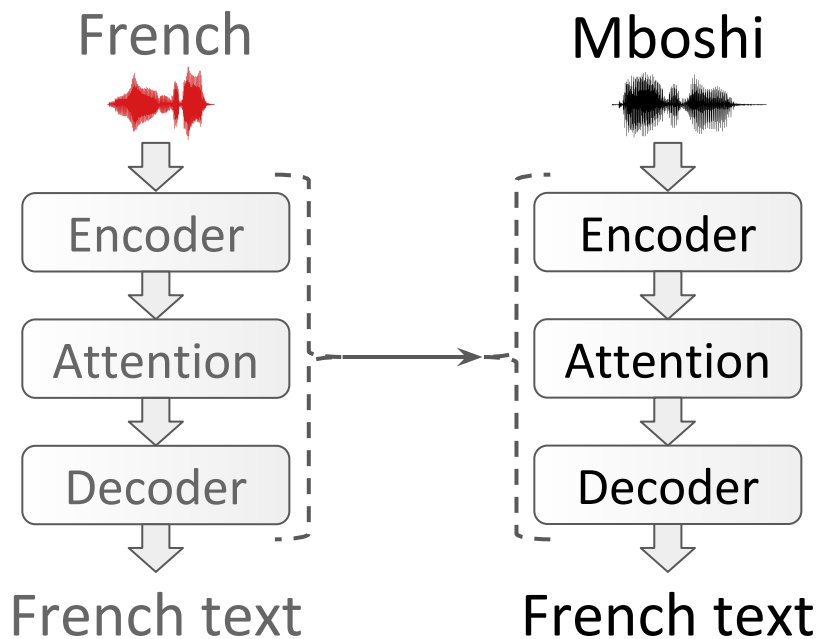 French
Encoder
Attention
Decoder
French text
Mboshi
Encoder
Attention
Decoder
French text